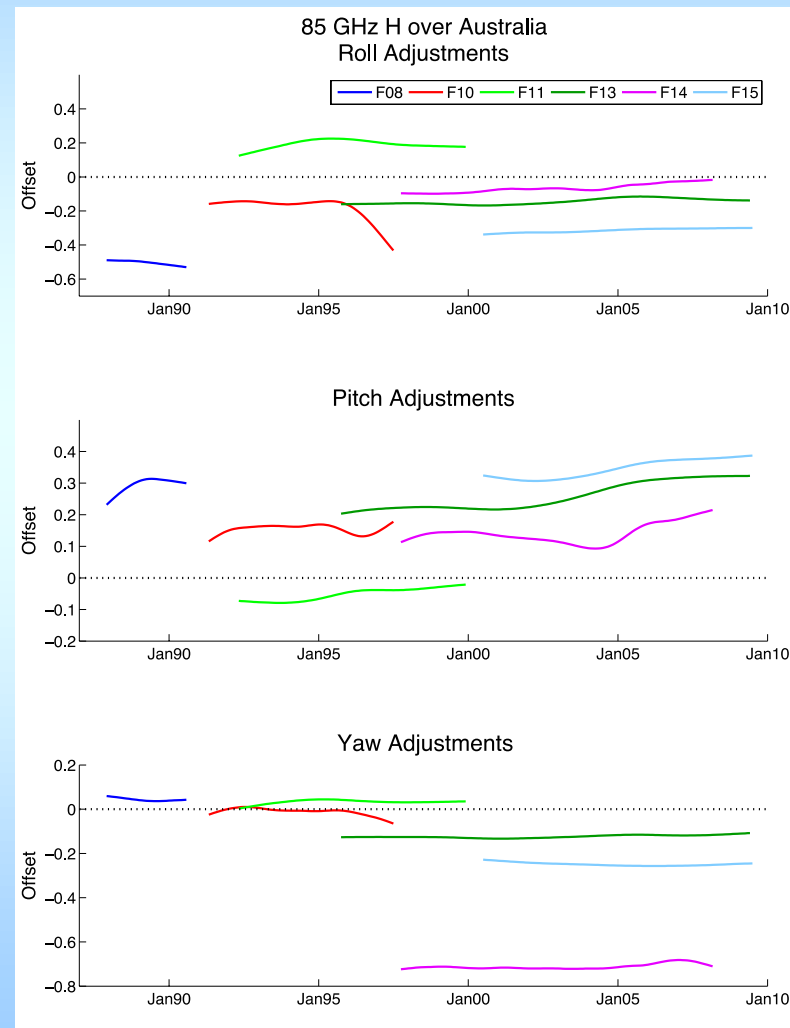 85 GHz H over Australia
Roll Adjustments
F08 F10 F11 F13 F14 F15
Offset
0.4
0.2
0
−0.2
−0.4
−0.6
Jan90 Jan95 Jan00 Jan05 Jan10
Pitch Adjustments
Offset
0.4
0.3
0.2
0.1
0
−0.1
−0.2
Jan90 Jan95 Jan00 Jan05 Jan10
Yaw Adjustments
Offset
0.2
0
−0.2
−0.4
−0.6
−0.8
Jan90 Jan95 Jan00 Jan05 Jan10